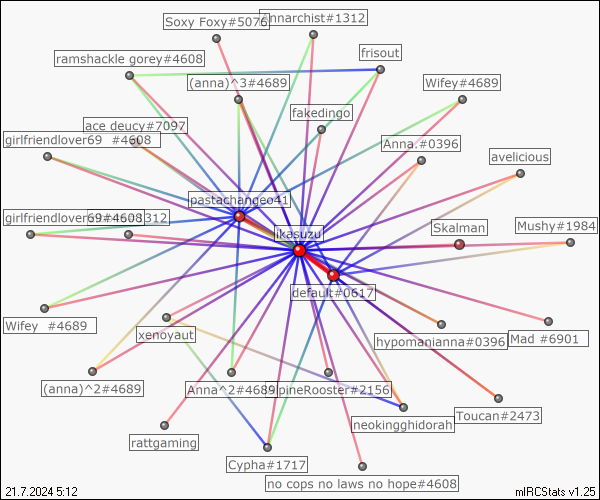 Soxy Foxy#5076
annarchist#1312
ramshackle gorey#4608
frisout
(anna)^3#4689
Wifey#4689
fakedingo
ace deucy#7097
girlfriendlover69 #4608
Anna.#0396
avelicious
pastachangeo41
girlfriendlover69#4608
1312
ikasuzu
Skalman
Mushy#1984
default#0617
Wifey #4689
xenoyaut
hypomanianna#0396
Mad #6901
(anna)^2#4689
Anna^2#4689
lpineRooster#2156
neokingghidorah
Toucan#2473
rattgaming
Cypha#1717
no cops no laws no hope#4608
21.7.2024 5:12
mIRCStats v1.25